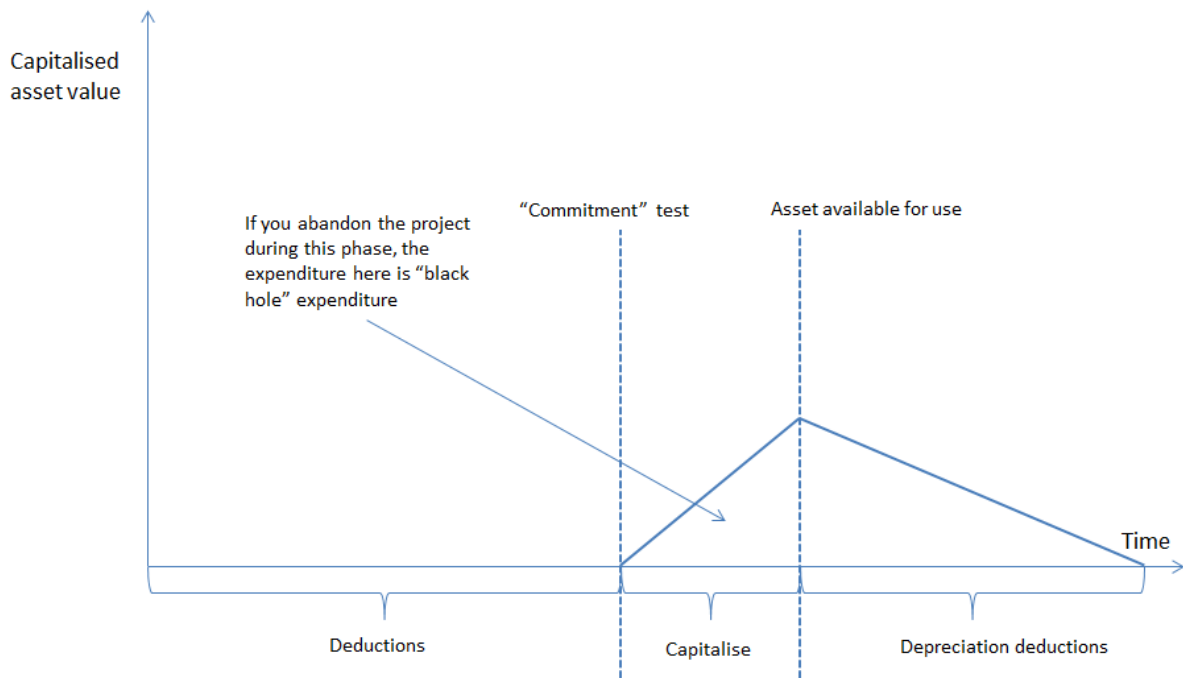 Capitalised
asset value
“Commitment” test
Asset available for use
If you abandon the project
during this phase, the
expenditure here is “black
hole” expenditure
Time
Deductions
Capitalise
Depreciation deductions